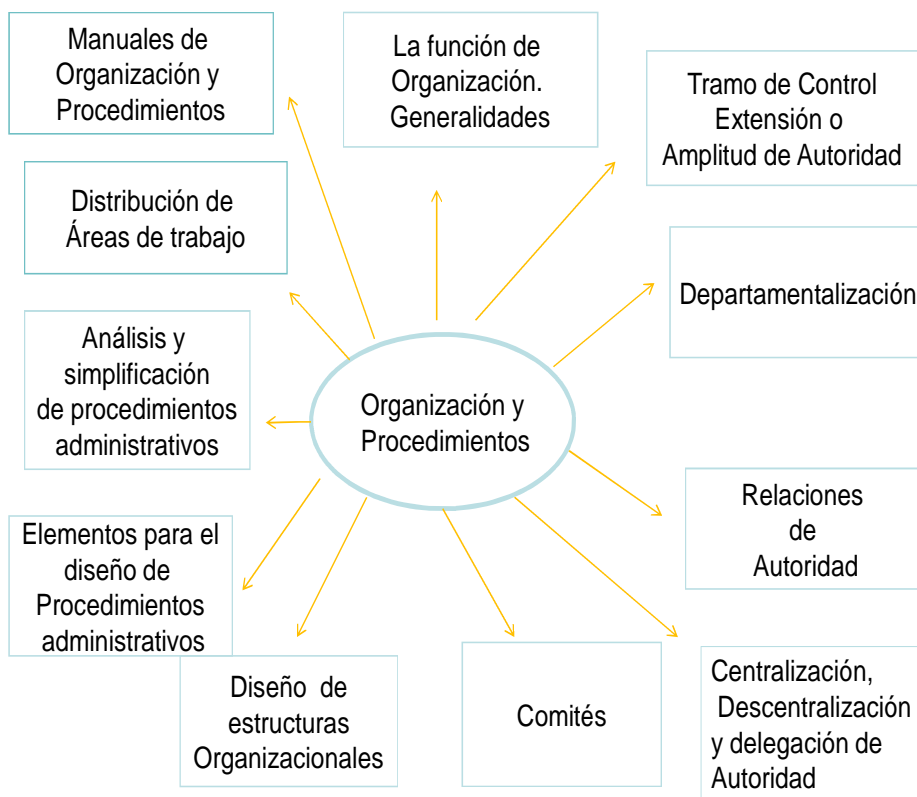 Manuales de
Organización y
Procedimientos
La función de
Organización.
Generalidades
Tramo de Control
Extensión o
Amplitud de Autoridad
Distribución de
Áreas de trabajo
Departamentalización
Análisis y
simplificación
de procedimientos
administrativos
Organización y
Procedimientos
Relaciones
de
Autoridad
Elementos para el
diseño de
Procedimientos
administrativos
Diseño de
estructuras
Organizacionales
Comités
Centralización,
Descentralización
y delegación de
Autoridad